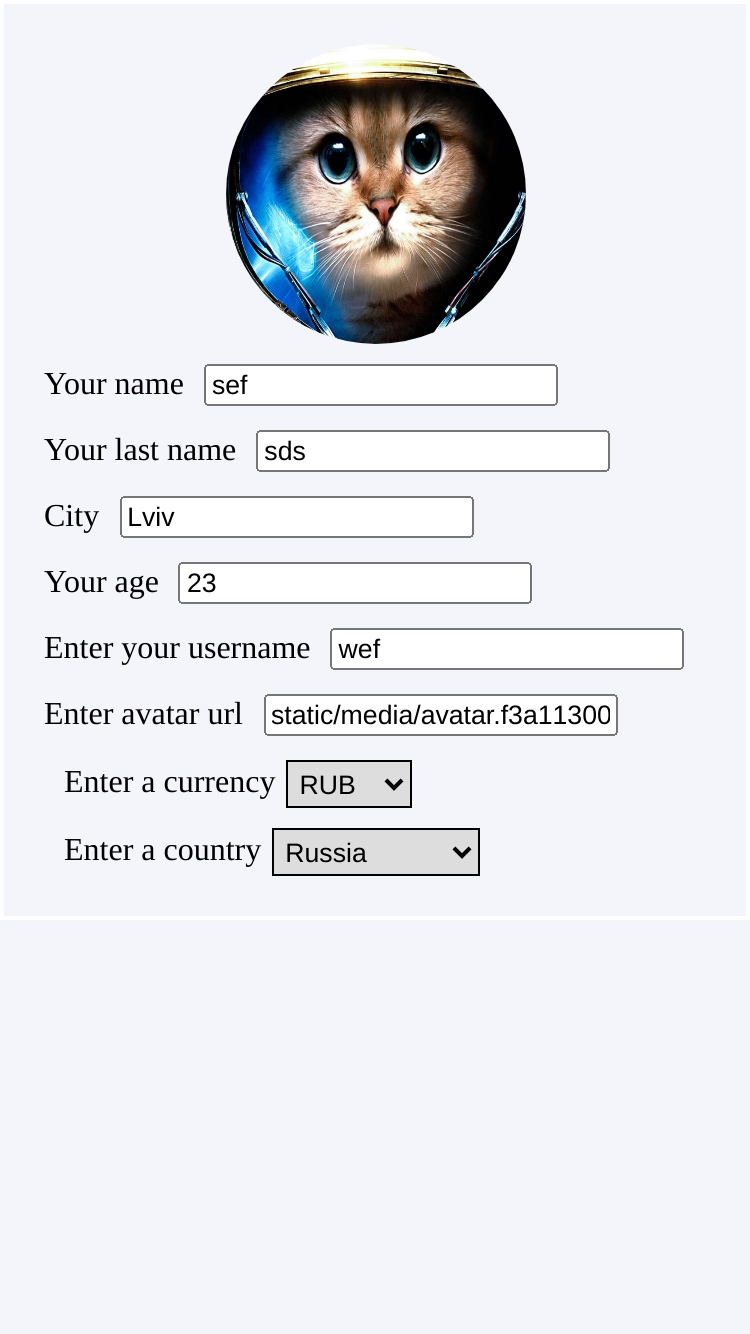 Your name sef
Your last name sds
City Lviv
Your age 23
Enter your username wef
Enter avatar url static/media/avatar.f3a11300
Enter a currency RUB
Enter a country Russia